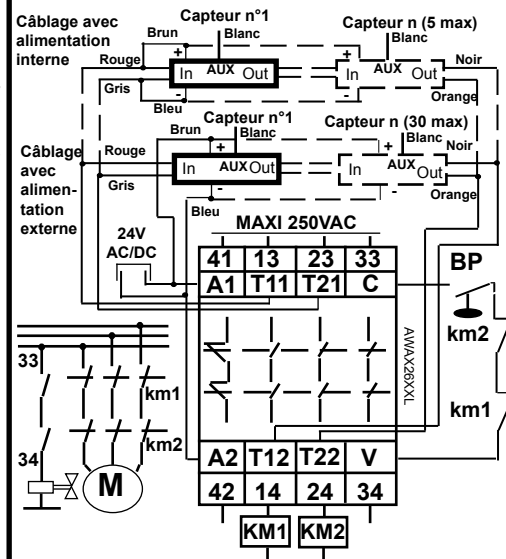 Câblage avec
alimentation
interne
Capteur n°1
Capteur n (5 max)
Brun
Blanc
Blanc
Rouge
+
+
Noir
In AUX Out
In AUX Out
Gris
-
-
Bleu
Orange
Capteur n°1
Capteur n (30 max)
Brun
Blanc
Blanc
Câblage
avec
alimen-
tation
externe
Rouge
+
+
Noir
In AUX Out
In AUX Out
Gris
-
-
Bleu
Orange
24V
AC/DC
MAXI 250VAC
41 13 23 33
A1 T11 T21 C
BP
km2
AWAX26XXL
km1
33
km1
34
km2
M
A2 T12 T22 V
42 14 24 34
KM1 KM2